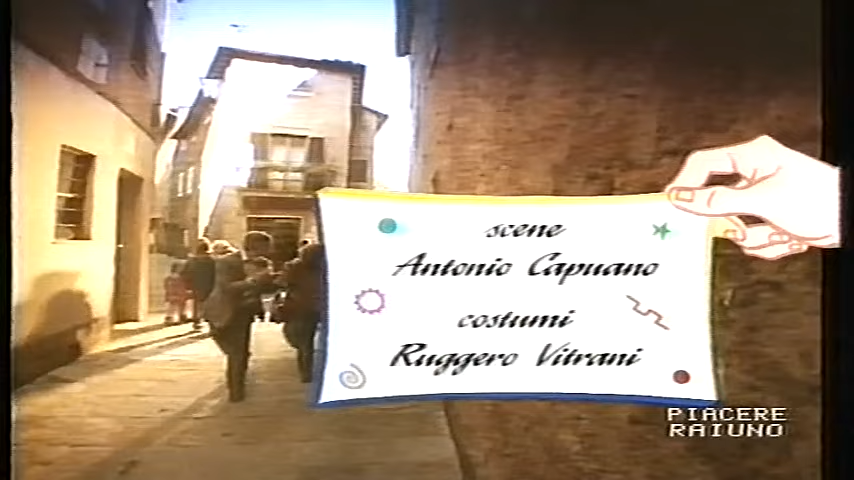 scene
Antonio Capuano
costumi
Ruggero Vitrani
PIACERE
RAIUNO